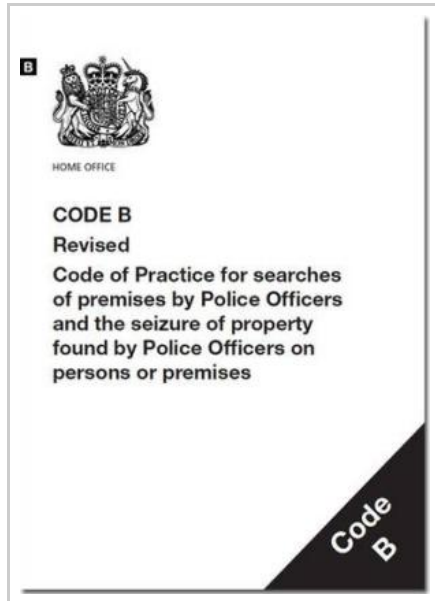 B
HOME OFFICE
CODE B
Revised
Code of Practice for searches
of premises by Police Officers
and the seizure of property
found by Police Officers on
persons or premises
Code
B